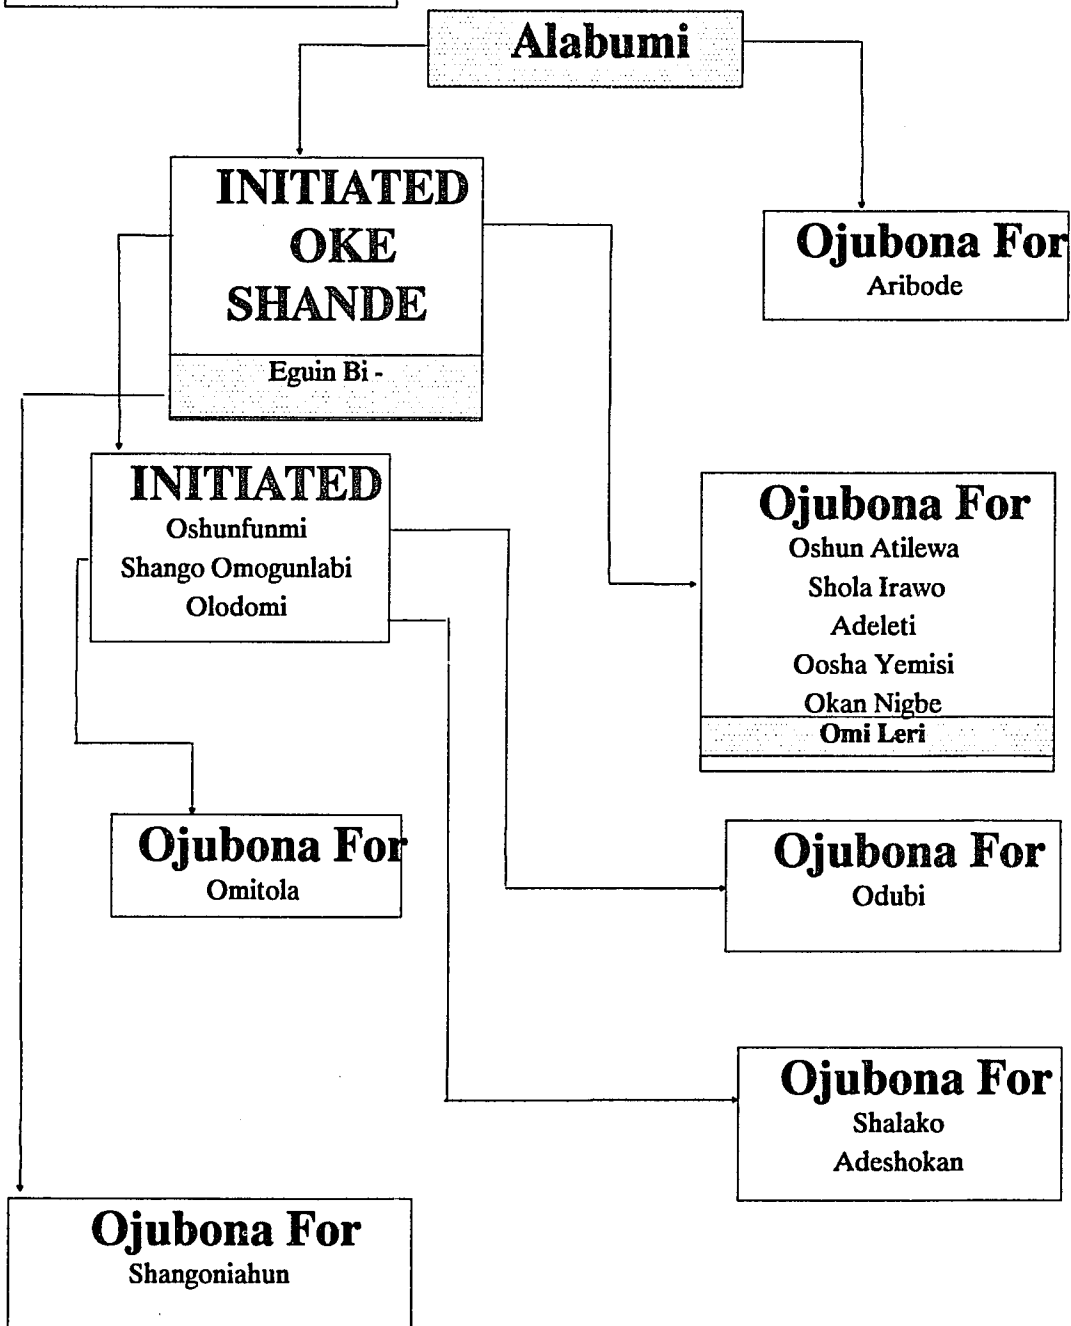 Alabumi
INITIATED
OKE
SHANDE
Eguin Bi -
Ojubona For
Aribode
INITIATED
Oshunfunmi
Shango Omogunlabi
Olodomi
Ojubona For
Oshun Atilewa
Shola Irawo
Adeleti
Oosha Yemisi
Okan Nigbe
Omi Leri
Ojubona For
Omitola
Ojubona For
Odubi
Ojubona For
Shalako
Adeshokan
Ojubona For
Shangoniahun